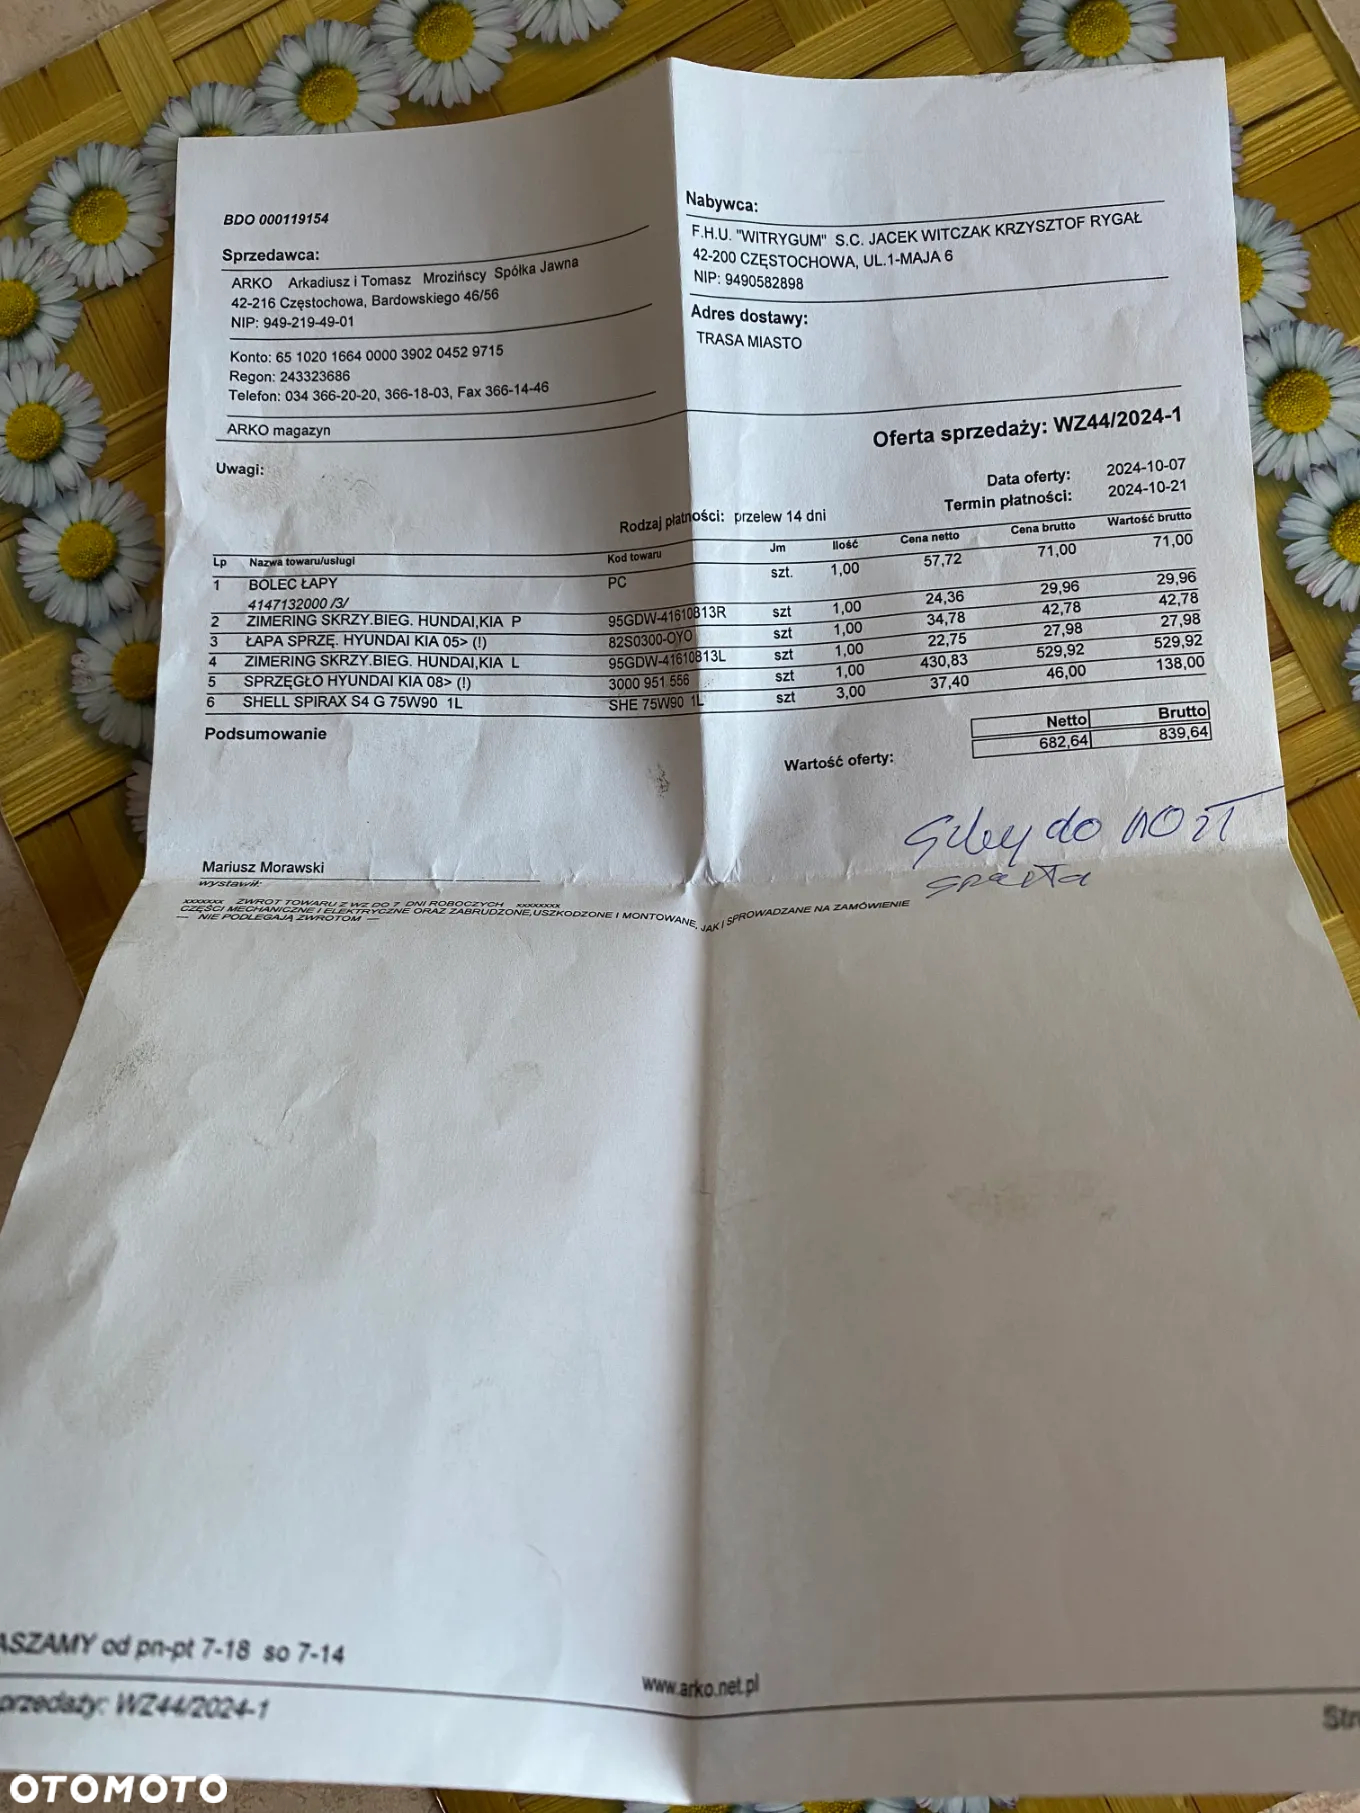 BDO 000119154
Sprzedawca:
ARKO Arkadiusz i Tomasz Mrozińscy Spółka Jawna
42-216 Częstochowa, Bardowskiego 46/56
NIP: 949-219-49-01
Konto: 65 1020 1664 0000 3902 0452 9715
Regon: 243323686
Telefon: 034 366-20-20, 366-18-03, Fax 366-14-46
ARKO magazyn
Uwagi:
Nabywca:
F.H.U. "WITRYGUM" S.C. JACEK WITCZAK KRZYSZTOF RYGAŁ
42-200 CZĘSTOCHOWA, UL.1-MAJA 6
NIP: 9490582898
Adres dostawy:
TRASA MIASTO
Oferta sprzedaży: WZ44/2024-1
Data oferty: 2024-10-07
Termin płatności: 2024-10-21
Rodzaj płatności: przelew 14 dni
Lp Nazwa towaru/usługi Kod towaru Jm Ilość Cena netto Cena brutto Wartość brutto
1 BOLEC ŁAPY PC szt. 1,00 57,72 71,00 71,00
4147132000 /3/
2 ZIMERING SKRZY.BIEG. HUNDAI,KIA P 95GDW-41610813R szt 1,00 24,36 29,96 29,96
3 ŁAPA SPRZĘ. HYUNDAI KIA 05> (!) 82S0300-OYO szt 1,00 34,78 42,78 42,78
4 ZIMERING SKRZY.BIEG. HUNDAI,KIA L 95GDW-41610813L szt 1,00 22,75 27,98 27,98
5 SPRZĘGŁO HYUNDAI KIA 08> (!) 3000 951 556 szt 1,00 430,83 529,92 529,92
6 SHELL SPIRAX S4 G 75W90 1L SHE 75W90 1L szt 3,00 37,40 46,00 138,00
Podsumowanie
Netto Brutto
Wartość oferty: 682,64 839,64
do zł
Mariusz Morawski
wystawił:
xxxxxxx ZWROT TOWARU Z WZ DO 7 DNI ROBOCZYCH xxxxxxxx
CZĘŚCI MECHANICZNE I ELEKTRYCZNE ORAZ ZABRUDZONE,USZKODZONE I MONTOWANE, JAK I SPROWADZANE NA ZAMÓWIENIE
— NIE PODLEGAJĄ ZWROTOM —
ASZAMY od pn-pt 7-18 so 7-14
www.arko.net.pl
przedaży: WZ44/2024-1
Str
OTOMOTO